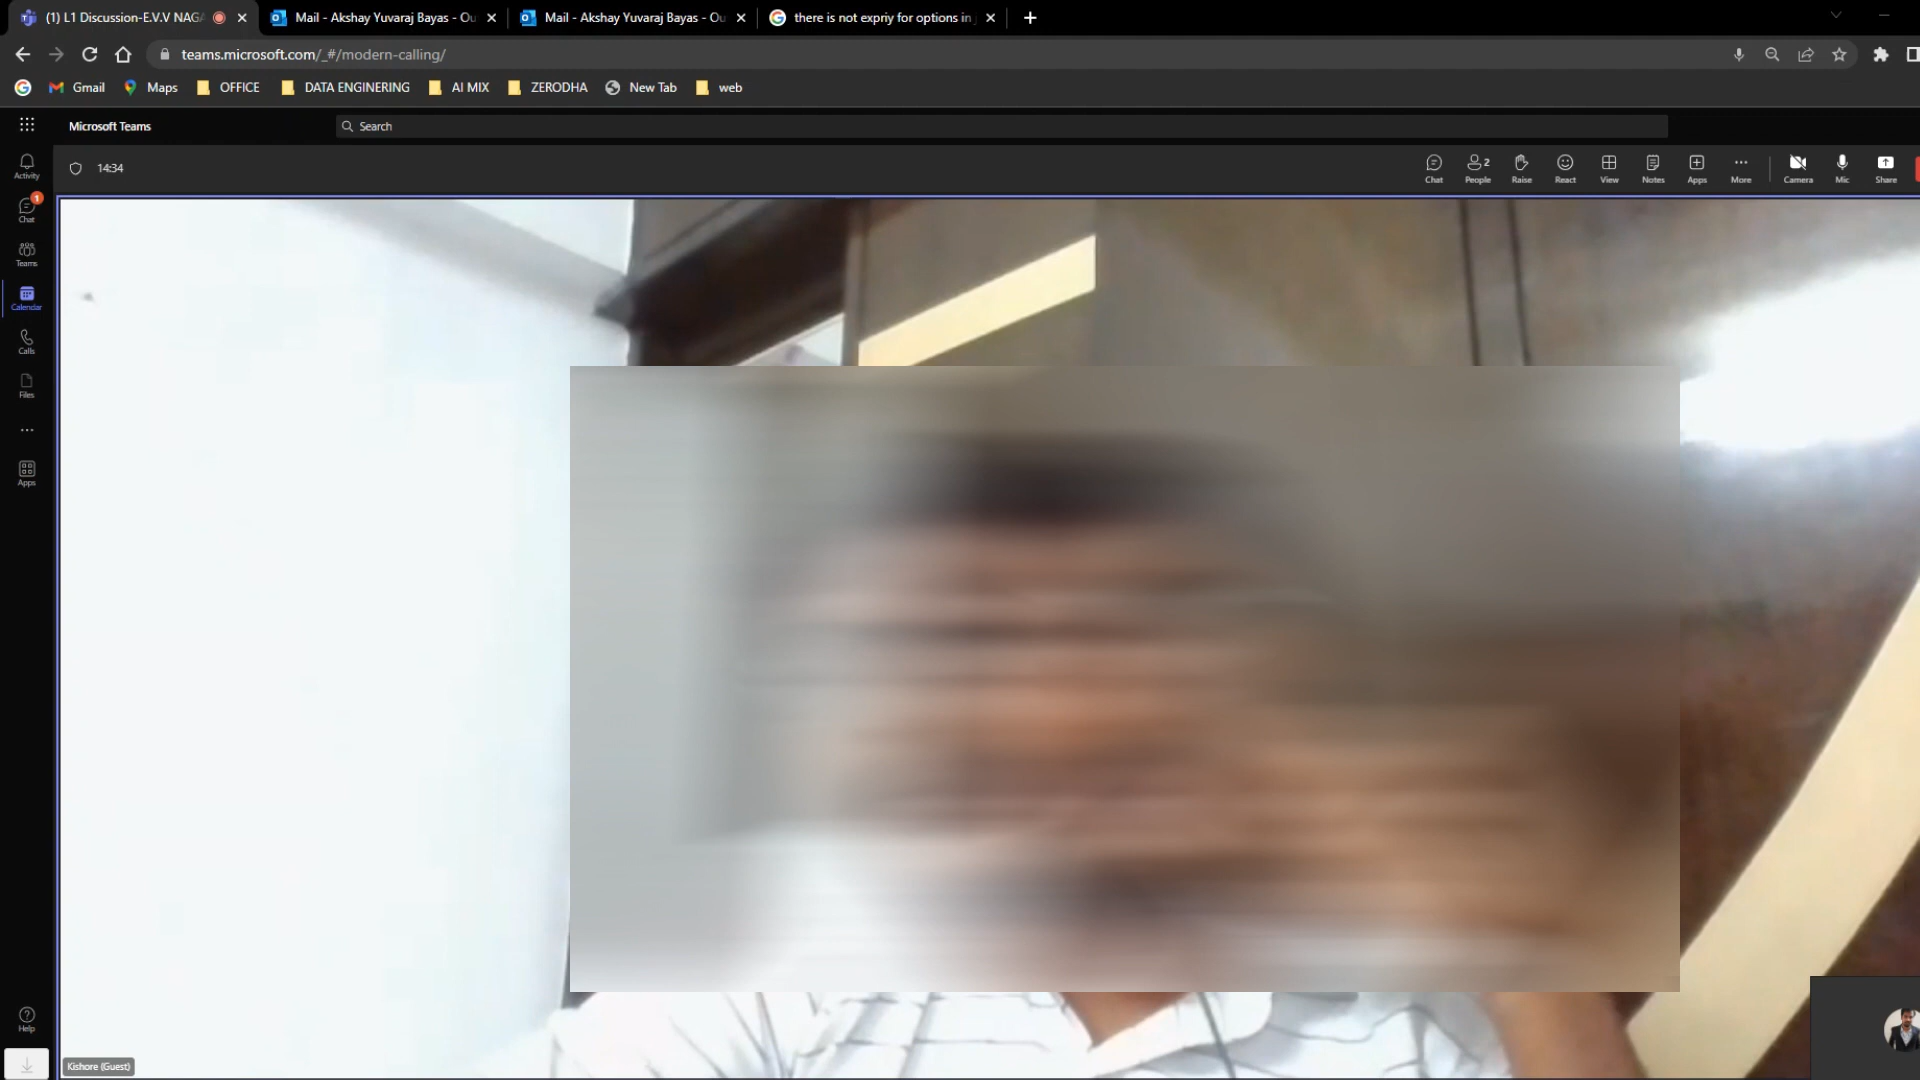 (1) L1 Discussion-E.V.V NAGA
Mail - Akshay Yuvaraj Bayas - Ou
Mail - Akshay Yuvaraj Bayas - Ou
there is not expriy for options in
teams.microsoft.com/_#/modern-calling/
Gmail
Maps
OFFICE
DATA ENGINERING
AI MIX
ZERODHA
New Tab
web
Microsoft Teams
Search
14:34
Chat
People
2
Raise
React
View
Notes
Apps
More
Camera
Mic
Share
Activity
1
Chat
Teams
Calendar
Calls
Files
Apps
Help
Kishore (Guest)